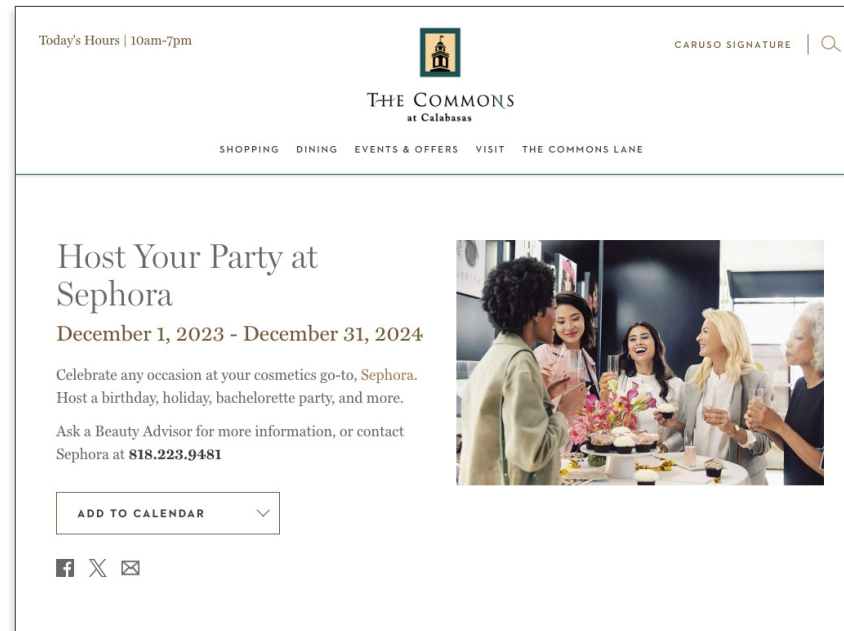 Today's Hours | 10am-7pm
CARUSO SIGNATURE
THE COMMONS
at Calabasas
SHOPPING DINING EVENTS & OFFERS VISIT THE COMMONS LANE
Host Your Party at
Sephora
December 1, 2023 - December 31, 2024
Celebrate any occasion at your cosmetics go-to, Sephora.
Host a birthday, holiday, bachelorette party, and more.
Ask a Beauty Advisor for more information, or contact
Sephora at 818.223.9481
ADD TO CALENDAR